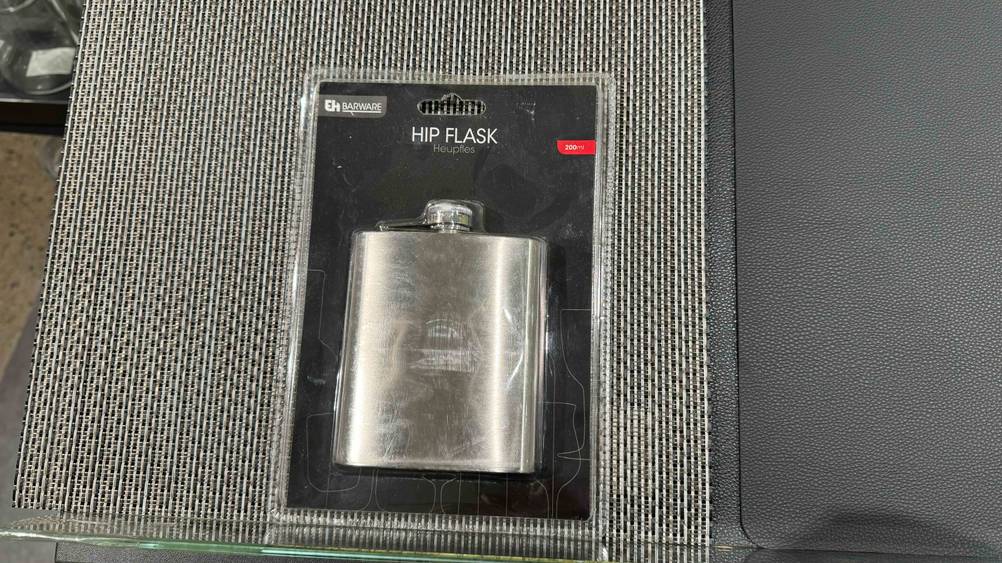 EH BARWARE
HIP FLASK
Heupfles
200ml